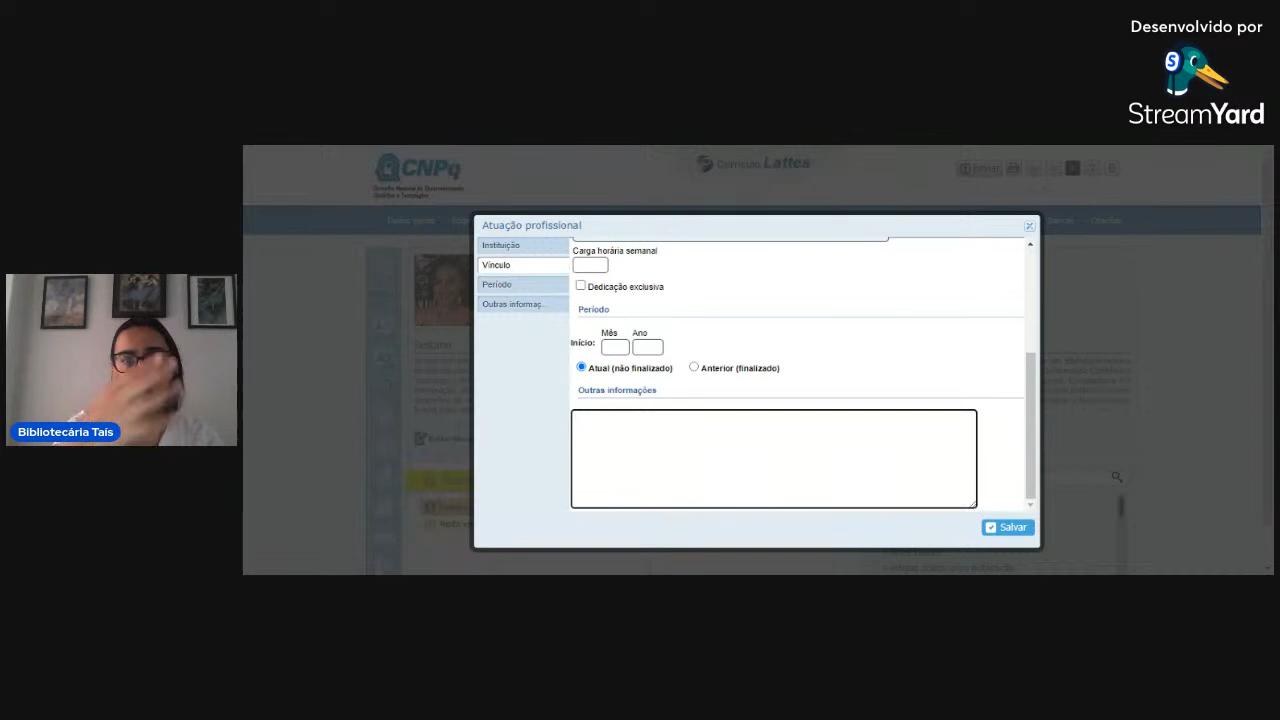 Desenvolvido por
StreamYard
CNPq
Currículo Lattes
Atuação profissional
Instituição
Vínculo
Período
Outras informaç...
Carga horária semanal
Dedicação exclusiva
Período
Mês Ano
Início:
Atual (não finalizado) Anterior (finalizado)
Outras informações
Salvar
Bibliotecária Taís